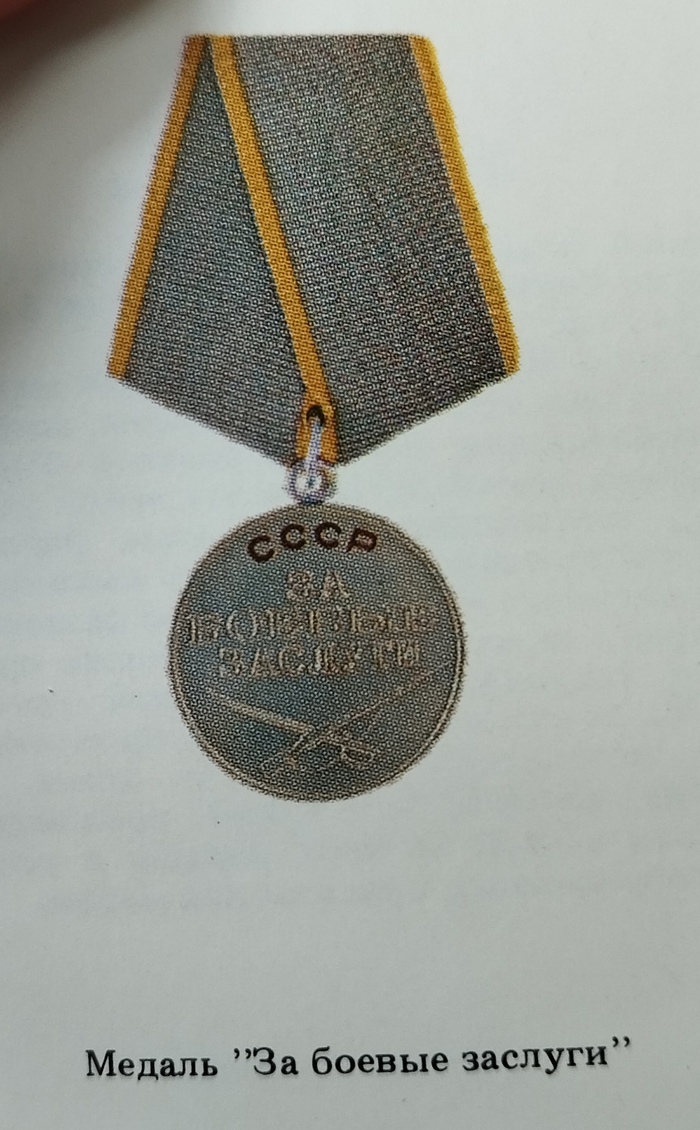 СССР
ЗА
БОЕВЫЕ
ЗАСЛУГИ
Медаль "За боевые заслуги"